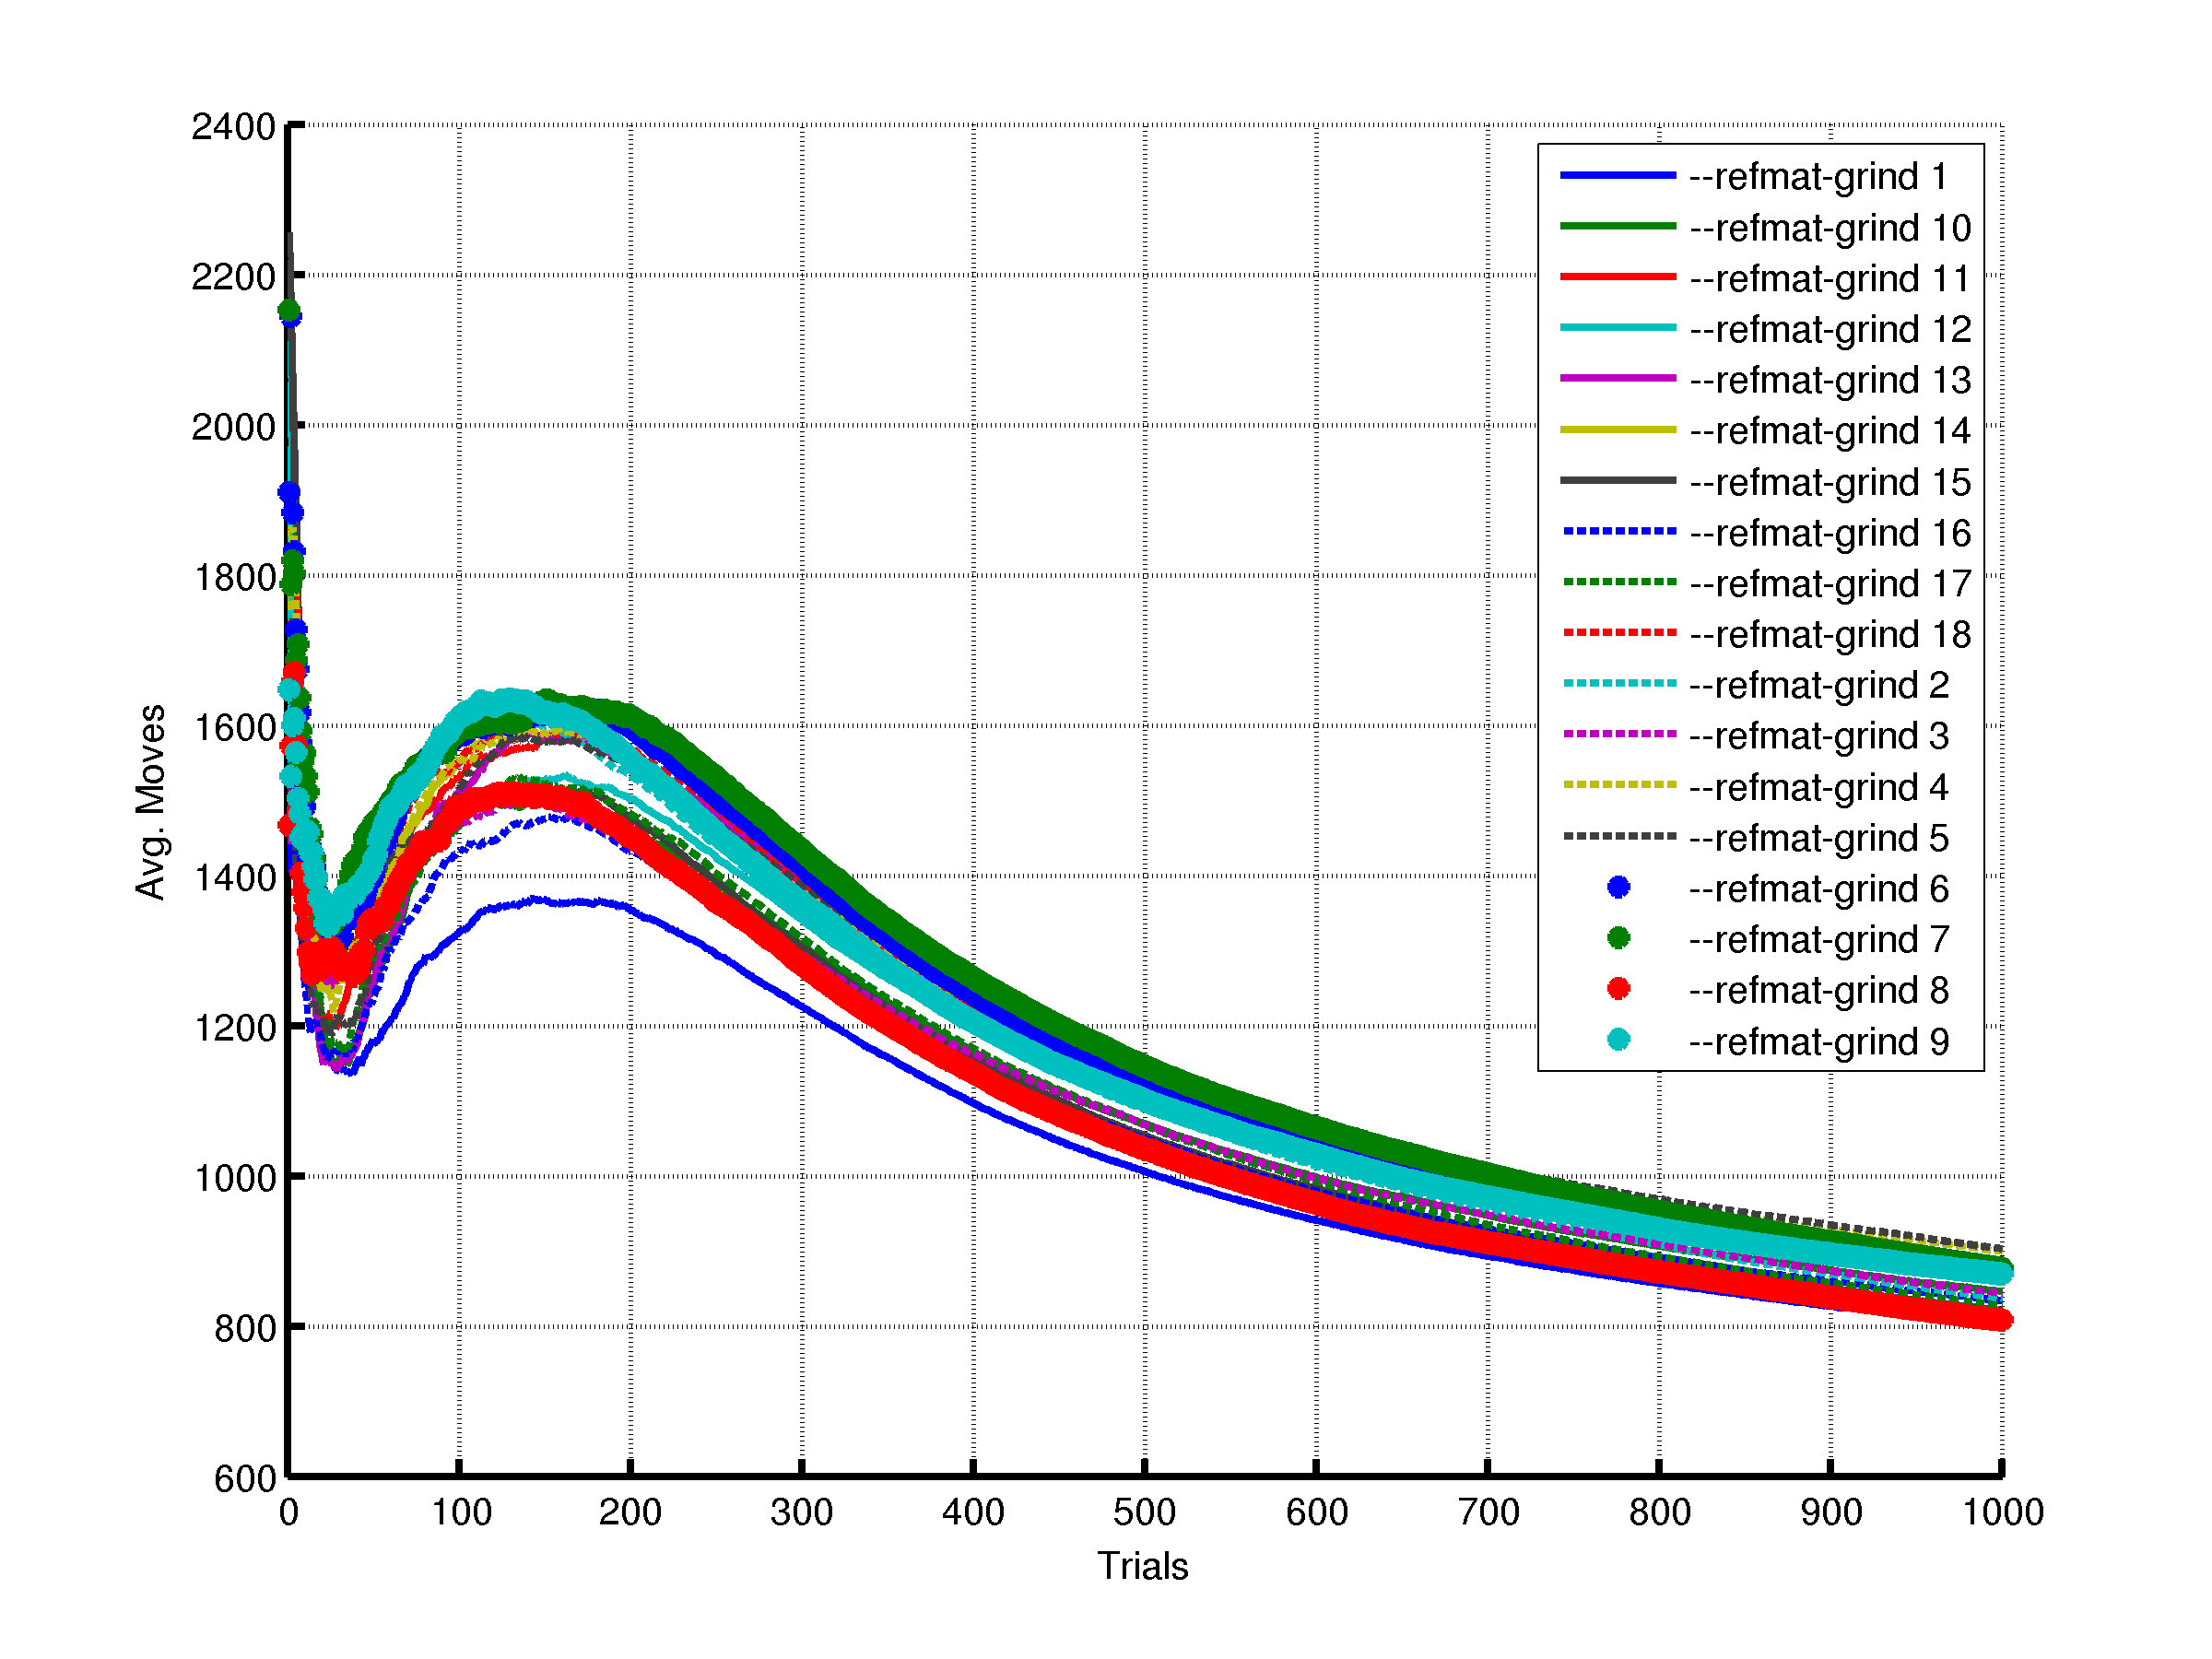 2400
2200
2000
1800
1600
1400
1200
1000
800
600
0 100 200 300 400 500 600 700 800 900 1000
Avg. Moves
Trials
--refmat-grind 1
--refmat-grind 10
--refmat-grind 11
--refmat-grind 12
--refmat-grind 13
--refmat-grind 14
--refmat-grind 15
--refmat-grind 16
--refmat-grind 17
--refmat-grind 18
--refmat-grind 2
--refmat-grind 3
--refmat-grind 4
--refmat-grind 5
--refmat-grind 6
--refmat-grind 7
--refmat-grind 8
--refmat-grind 9